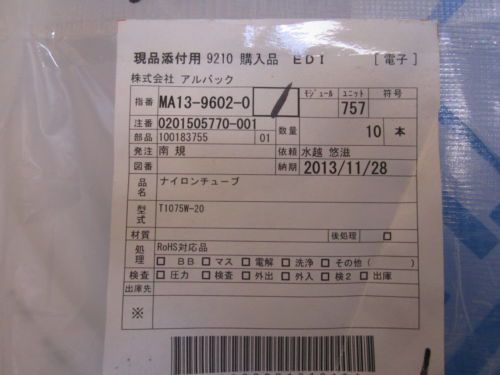 現品添付用 9210 購入品 EDI [電子]
株式会社 アルバック
指番 MA13-9602-0 モジュール ユニット 757 符号
注番 0201505770-001 数量 10 本
部品 100183755 01
発注 南 規 依頼 水越 悠滋
図番 納期 2013/11/28
品名 ナイロンチューブ
型式 T1075W-20
材質 後処理 □
処理 RoHS対応品
□ BB □ マス □ 電解 □ 洗浄 □ その他 ( )
検査 □ 圧力 □ 検査 □ 外出 □ 外入 □ 検2 □ 出庫
出庫先
※